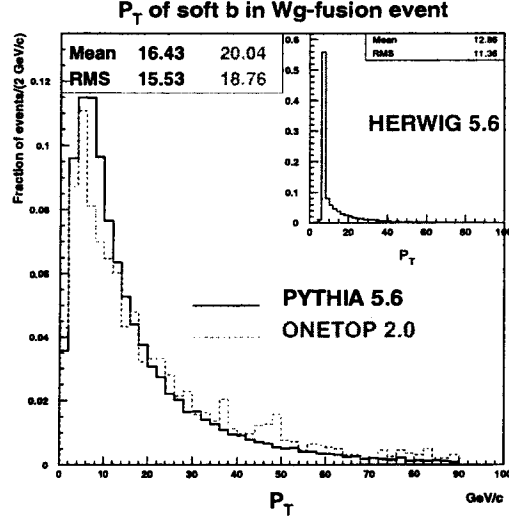 P_T of soft b in Wg-fusion event
Fraction of events/(2 GeV/c)
Mean 16.43 20.04
RMS 15.53 18.76
0.12
0.1
0.08
0.06
0.04
0.02
0
0 10 20 30 40 50 60 70 80 90 100
P_T
GeV/c
Mean 12.86
RMS 11.36
HERWIG 5.6
0.6
0.5
0.4
0.3
0.2
0.1
0
0 20 40 60 80 100
P_T
PYTHIA 5.6
ONETOP 2.0